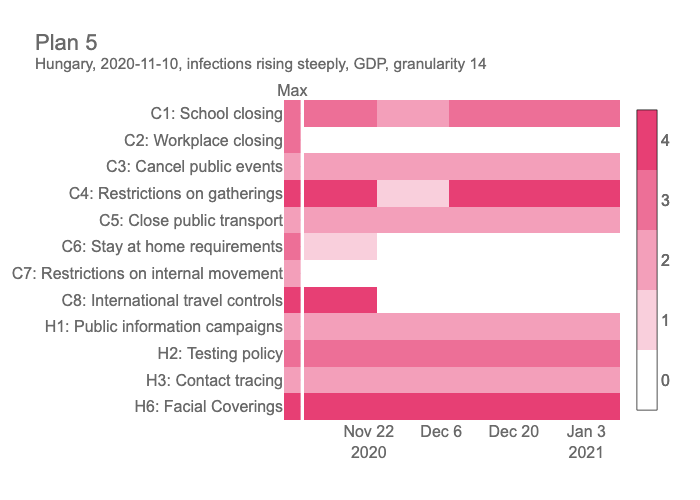 Plan 5
Hungary, 2020-11-10, infections rising steeply, GDP, granularity 14
Max
C1: School closing
C2: Workplace closing
C3: Cancel public events
C4: Restrictions on gatherings
C5: Close public transport
C6: Stay at home requirements
C7: Restrictions on internal movement
C8: International travel controls
H1: Public information campaigns
H2: Testing policy
H3: Contact tracing
H6: Facial Coverings
Nov 22 Dec 6 Dec 20 Jan 3
2020 2021
4
3
2
1
0